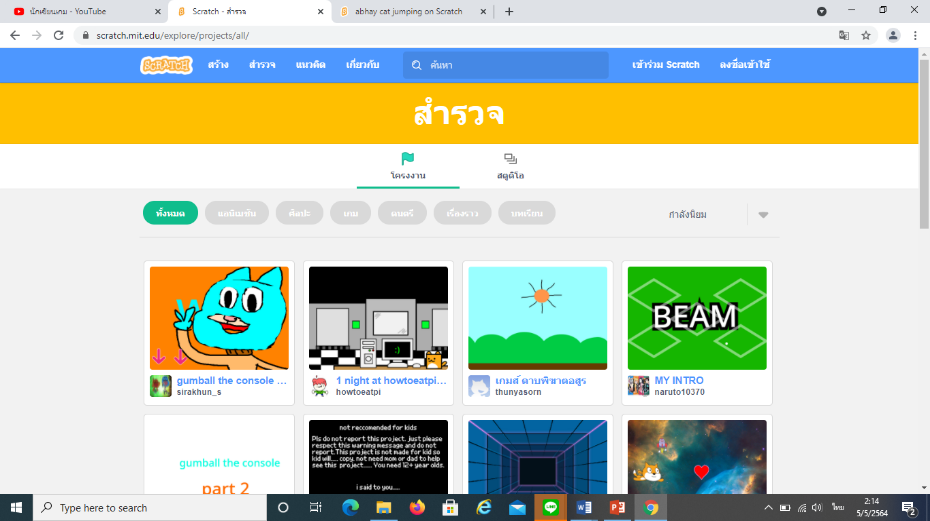 นักเซียนเกม - YouTube
Scratch - สำรวจ
abhay cat jumping on Scratch
scratch.mit.edu/explore/projects/all/
SCRATCH
สร้าง
สำรวจ
แนวคิด
เกี่ยวกับ
ค้นหา
เข้าร่วม Scratch
ลงชื่อเข้าใช้
สำรวจ
โครงงาน
สตูดิโอ
ทั้งหมด
แอนิเมชัน
ศิลปะ
เกม
ดนตรี
เรื่องราว
บทเรียน
กำลังนิยม
BEAM
gumball the console ...
sirakhun_s
1 night at howtoeatpi...
howtoeatpi
เกมส์ ดาบพิฆาตอสูร
thunyasorn
MY INTRO
naruto10370
gumball the console
part 2
not reccomended for kids
Pls do not report this project. just please
respect this warning message and do not
report.This project is not made for kid so
kid will..... copy. not need mom or dad to help
see this project...... You need 12+ year olds.
i said to you....
Type here to search
ไทย
2:14
5/5/2564
2